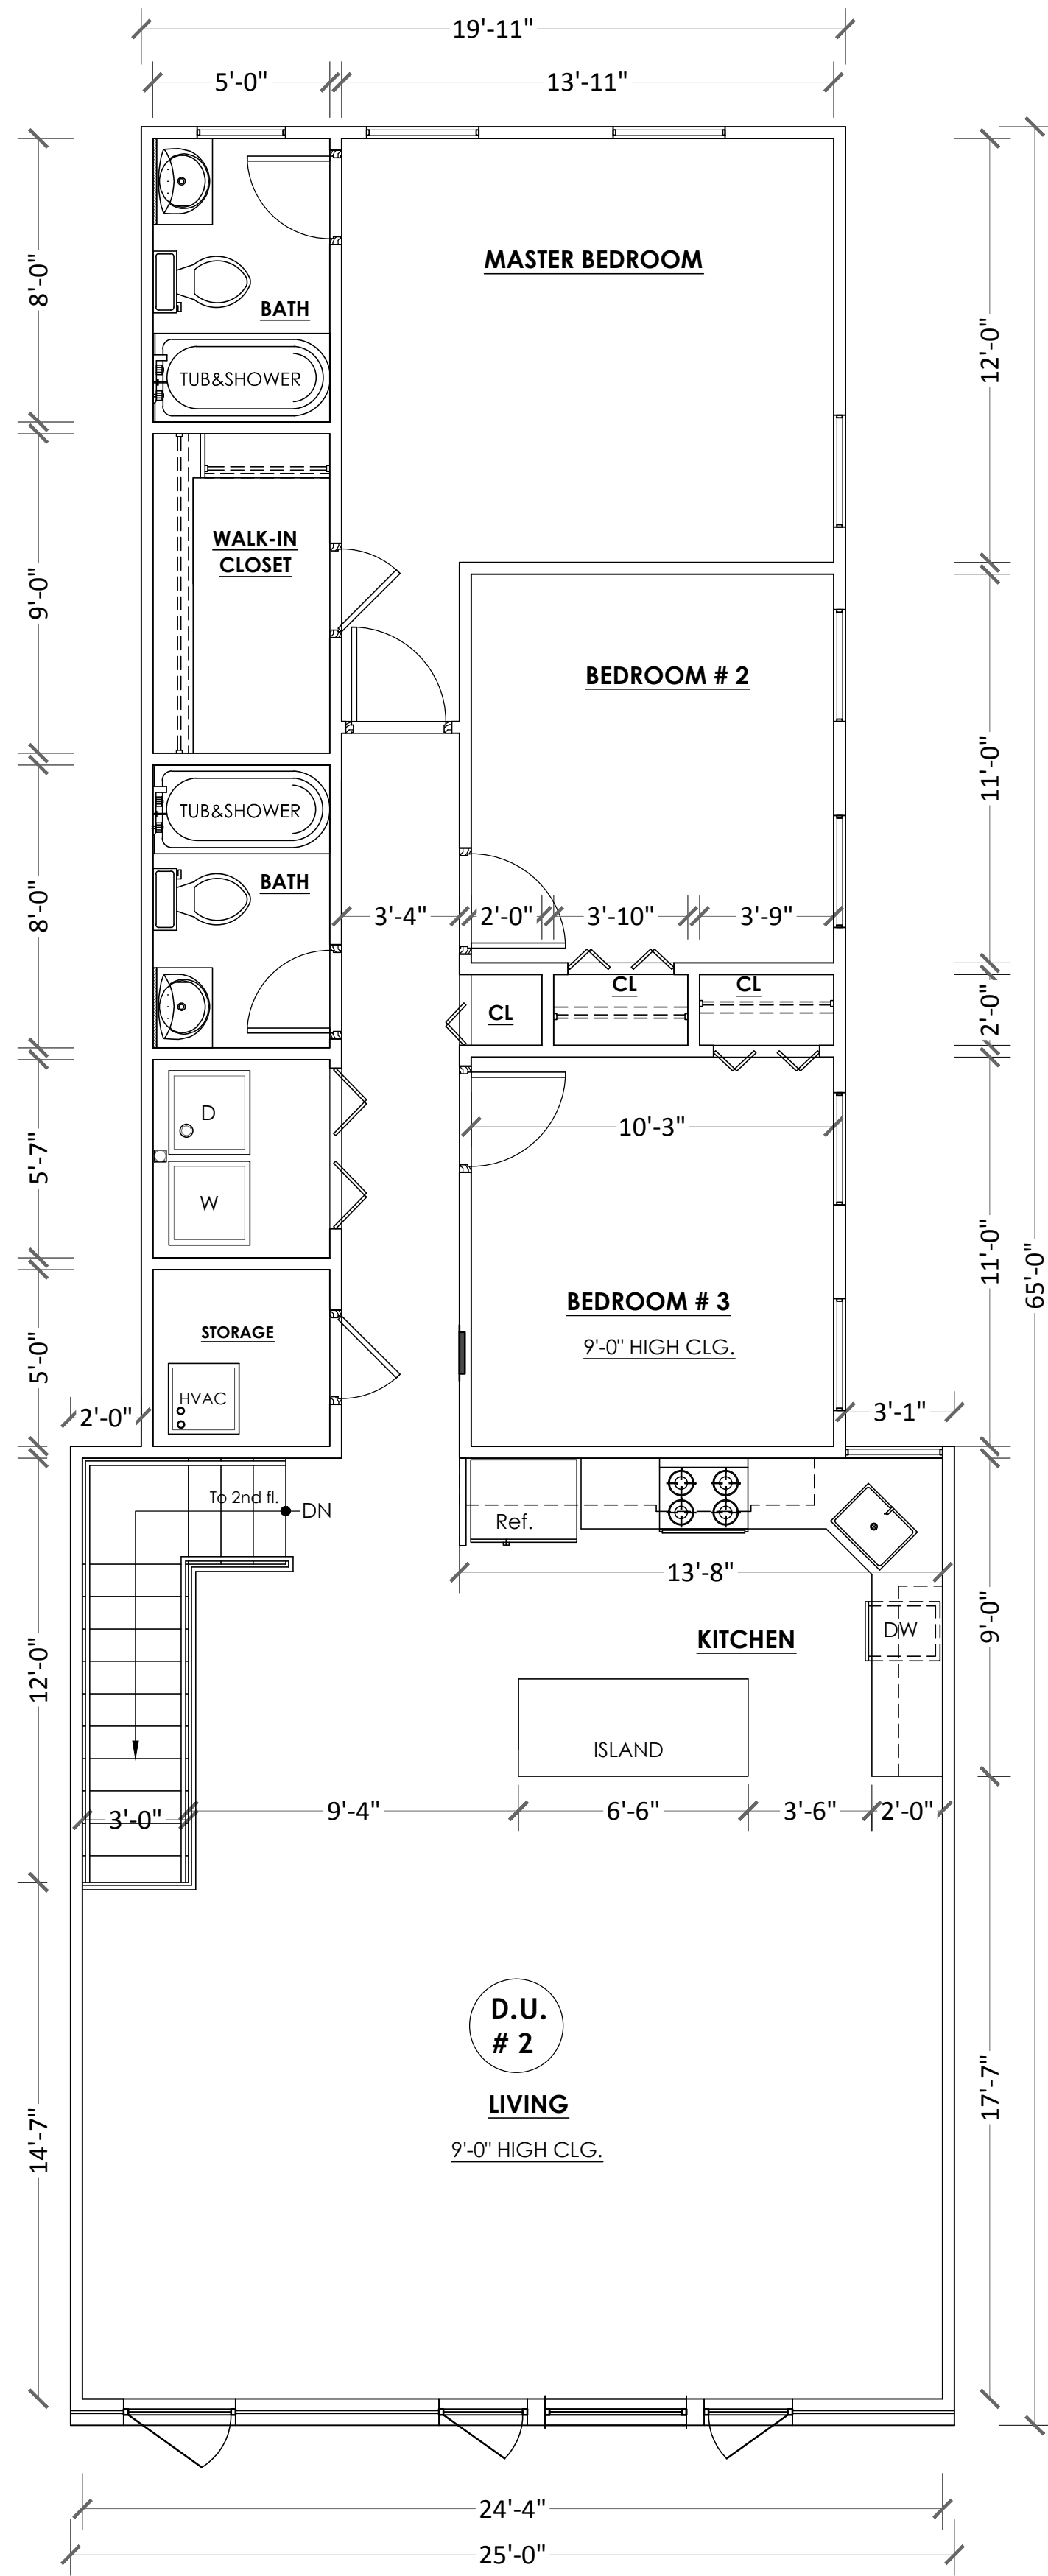 19'-11"
5'-0"
13'-11"
MASTER BEDROOM
BATH
TUB&SHOWER
8'-0"
12'-0"
WALK-IN
CLOSET
9'-0"
BEDROOM # 2
11'-0"
TUB&SHOWER
BATH
8'-0"
3'-4"
2'-0"
3'-10"
3'-9"
CL
CL
CL
2'-0"
D
W
5'-7"
10'-3"
11'-0"
65'-0"
BEDROOM # 3
9'-0" HIGH CLG.
STORAGE
HVAC
5'-0"
2'-0"
3'-1"
To 2nd fl.
DN
Ref.
13'-8"
KITCHEN
DW
9'-0"
12'-0"
ISLAND
3'-0"
9'-4"
6'-6"
3'-6"
2'-0"
D.U.
# 2
LIVING
9'-0" HIGH CLG.
14'-7"
17'-7"
24'-4"
25'-0"